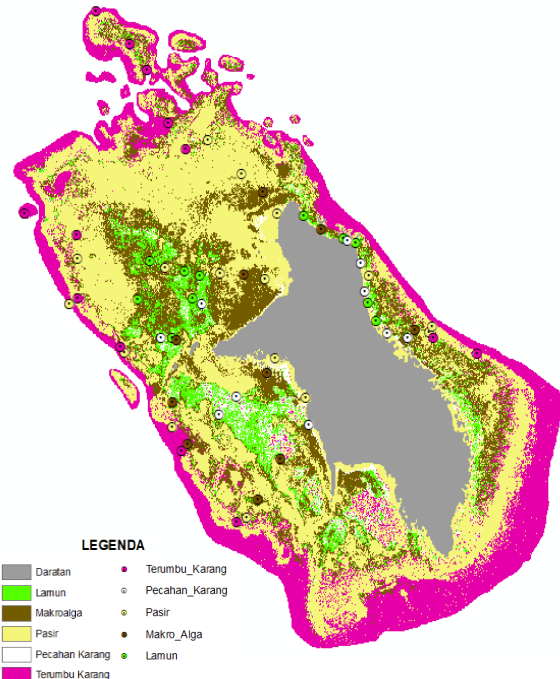 LEGENDA
Daratan
Lamun
Makroalga
Pasir
Pecahan Karang
Terumbu Karang
Terumbu_Karang
Pecahan_Karang
Pasir
Makro_Alga
Lamun